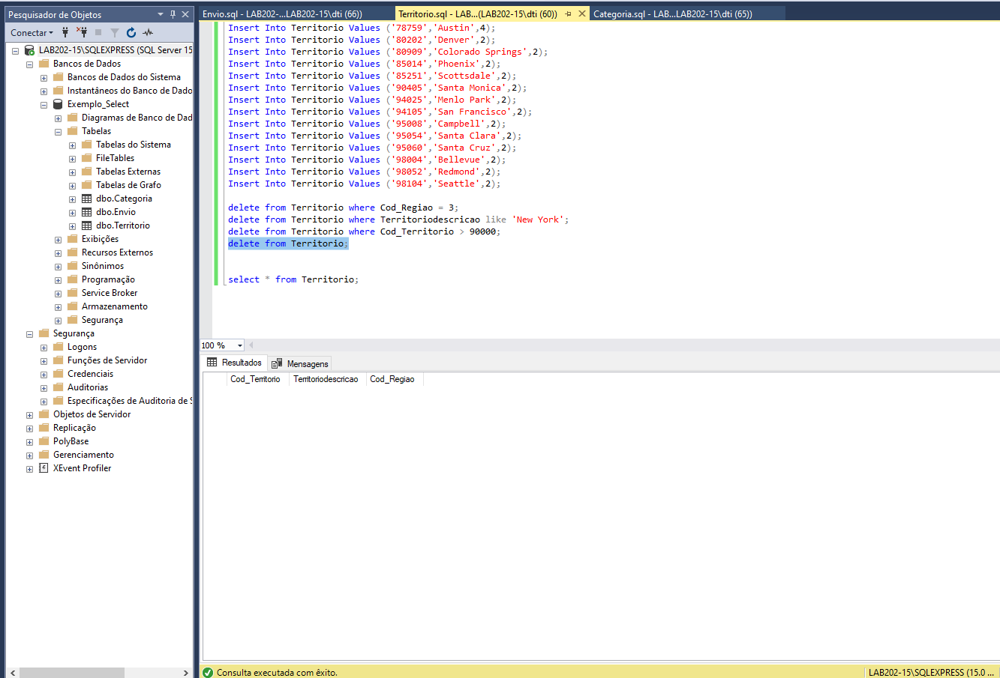 Pesquisador de Objetos
Conectar
LAB202-15\SQLEXPRESS (SQL Server 15
Bancos de Dados
Bancos de Dados do Sistema
Instantâneos do Banco de Dado
Exemplo_Select
Diagramas de Banco de Dad
Tabelas
Tabelas do Sistema
FileTables
Tabelas Externas
Tabelas de Grafo
dbo.Categoria
dbo.Envio
dbo.Territorio
Exibições
Recursos Externos
Sinônimos
Programação
Service Broker
Armazenamento
Segurança
Segurança
Logons
Funções de Servidor
Credenciais
Auditorias
Especificações de Auditoria de S
Objetos de Servidor
Replicação
PolyBase
Gerenciamento
XEvent Profiler
Envio.sql - LAB202-...LAB202-15\dti (66))
Territorio.sql - LAB...(LAB202-15\dti (60))
Categoria.sql - LAB...LAB202-15\dti (65))
Insert Into Territorio Values ('78759','Austin',4);
Insert Into Territorio Values ('80202','Denver',2);
Insert Into Territorio Values ('80909','Colorado Springs',2);
Insert Into Territorio Values ('85014','Phoenix',2);
Insert Into Territorio Values ('85251','Scottsdale',2);
Insert Into Territorio Values ('90405','Santa Monica',2);
Insert Into Territorio Values ('94025','Menlo Park',2);
Insert Into Territorio Values ('94105','San Francisco',2);
Insert Into Territorio Values ('95008','Campbell',2);
Insert Into Territorio Values ('95054','Santa Clara',2);
Insert Into Territorio Values ('95060','Santa Cruz',2);
Insert Into Territorio Values ('98004','Bellevue',2);
Insert Into Territorio Values ('98052','Redmond',2);
Insert Into Territorio Values ('98104','Seattle',2);
delete from Territorio where Cod_Regiao = 3;
delete from Territorio where Territoriodescricao like 'New York';
delete from Territorio where Cod_Territorio > 90000;
delete from Territorio;
select * from Territorio;
100 %
Resultados
Mensagens
Cod_Territorio Territoriodescricao Cod_Regiao
Consulta executada com êxito.
LAB202-15\SQLEXPRESS (15.0 ...